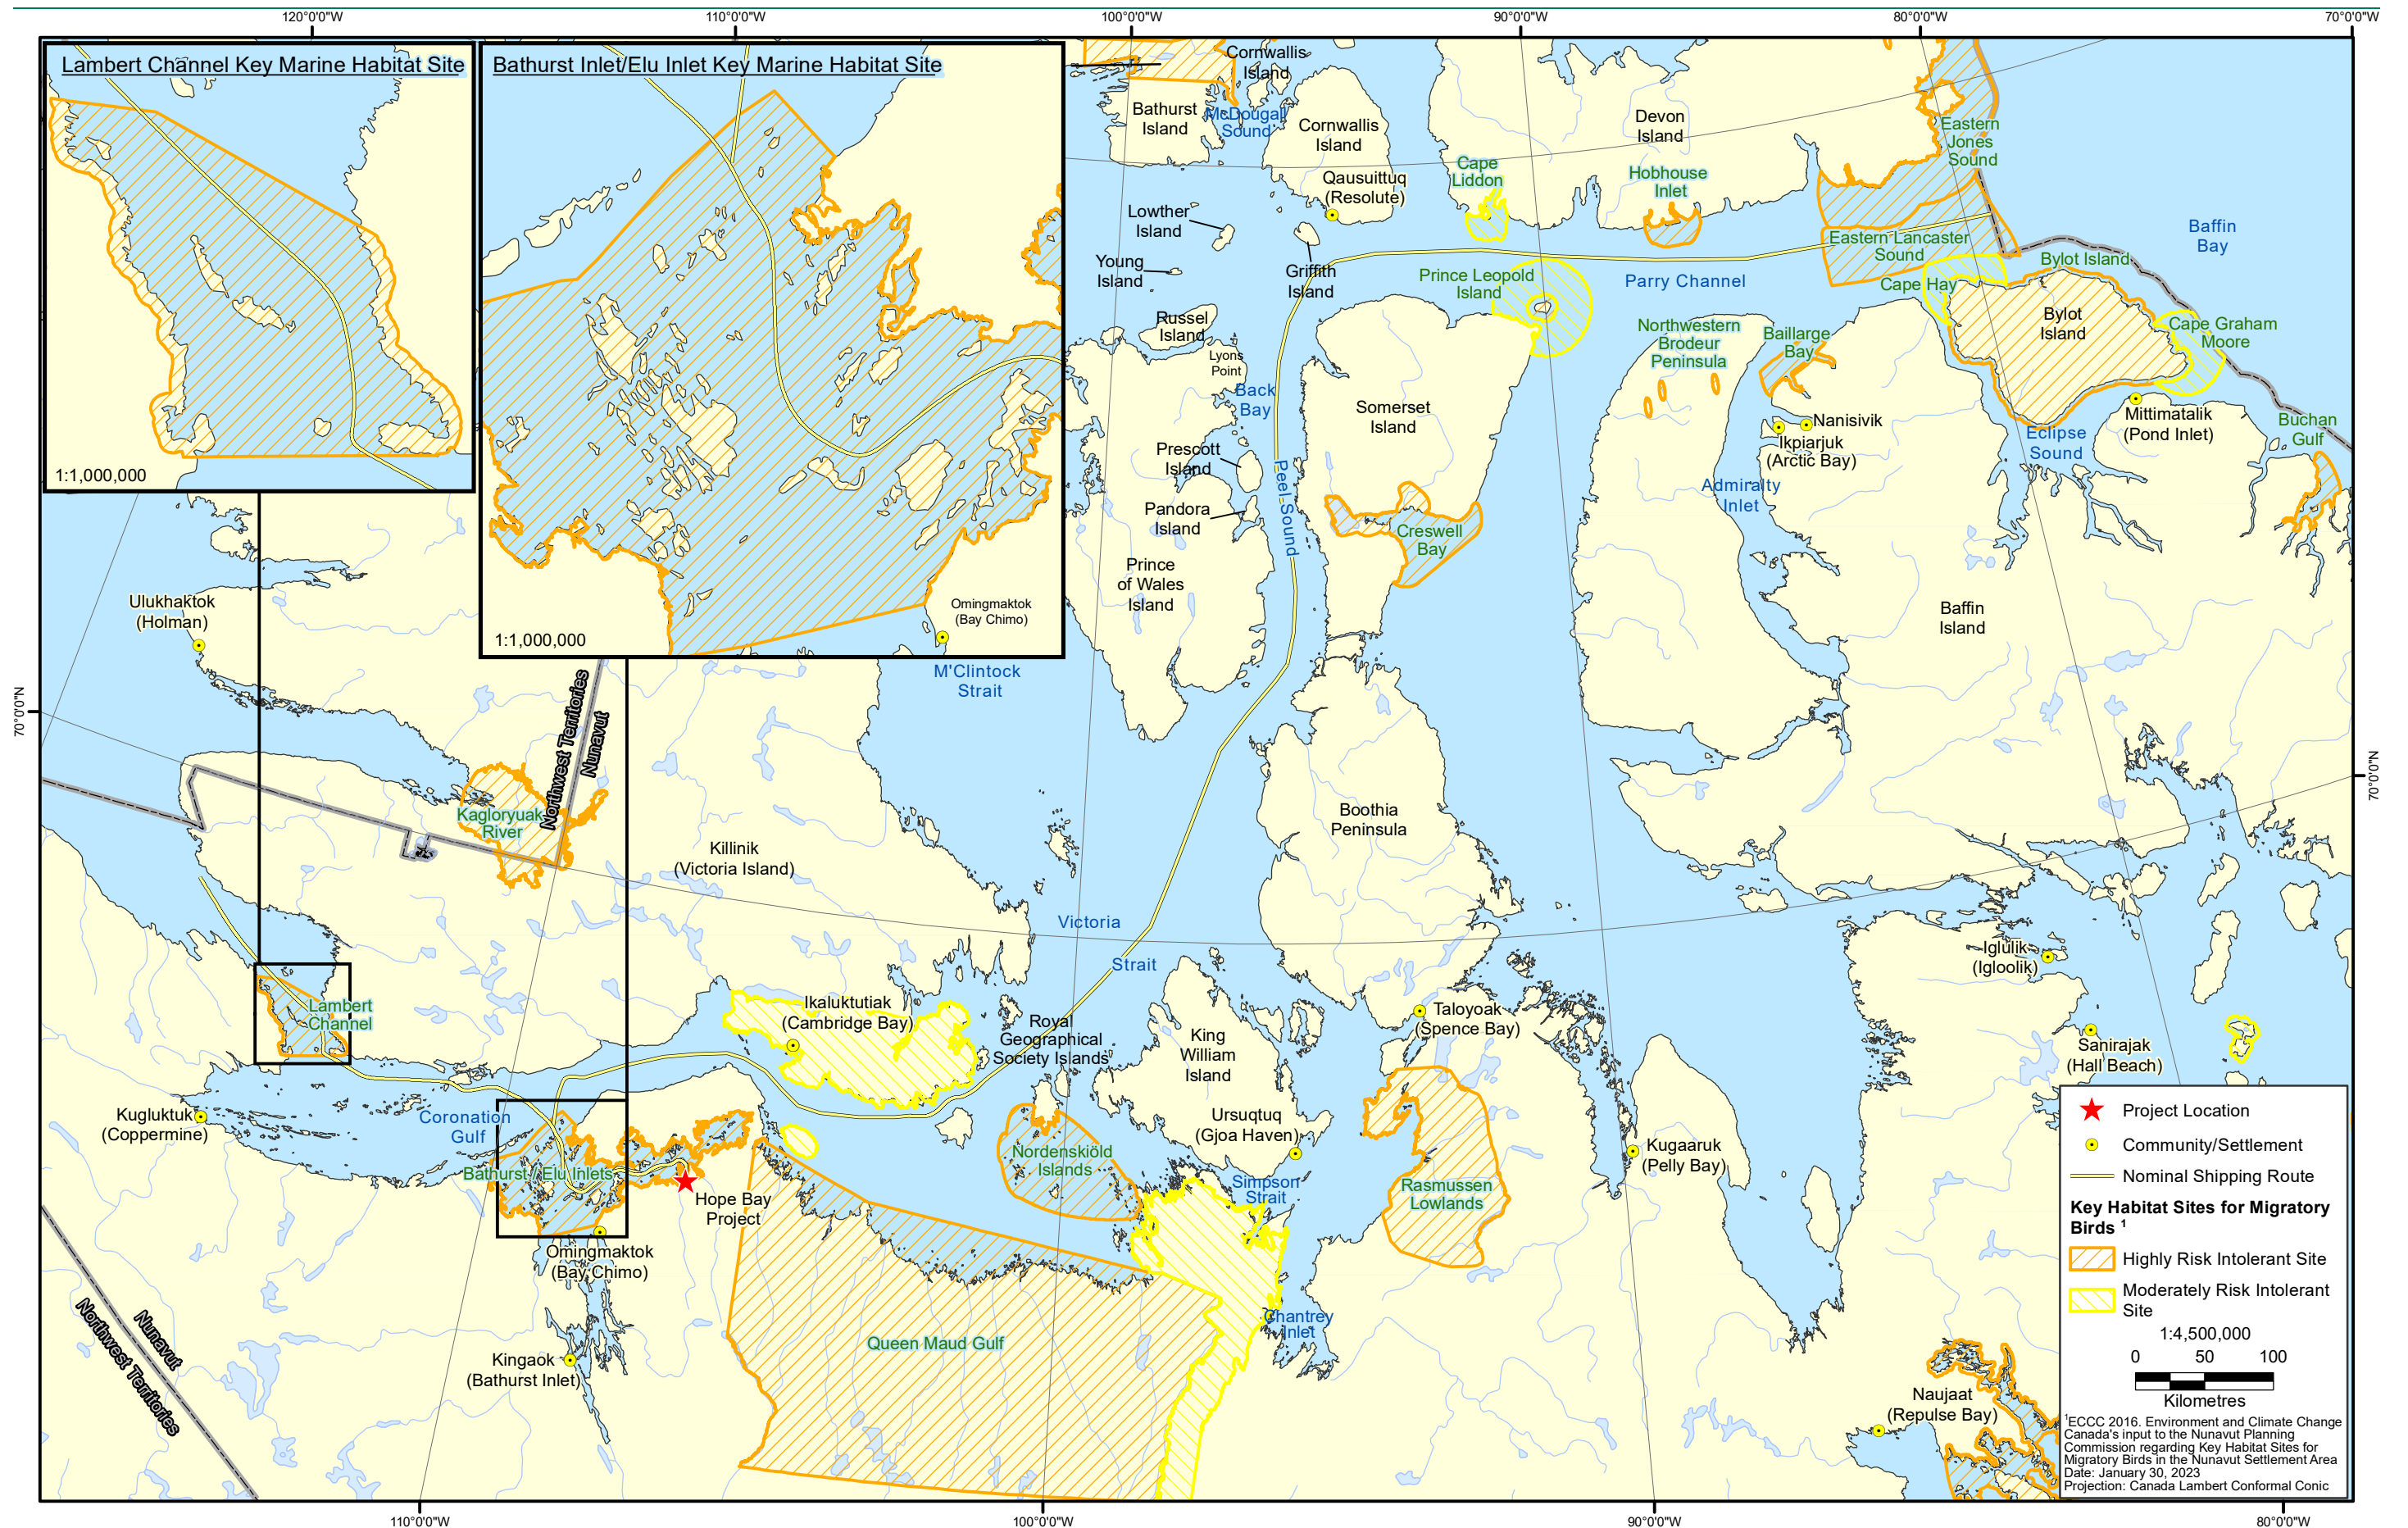 120°0'0"W
110°0'0"W
100°0'0"W
90°0'0"W
80°0'0"W
70°0'0"W
Lambert Channel Key Marine Habitat Site
1:1,000,000
Bathurst Inlet/Elu Inlet Key Marine Habitat Site
Omingmaktok
(Bay Chimo)
1:1,000,000
Cornwallis
Island
Bathurst
Island
McDougall
Sound
Cornwallis
Island
Qausuittuq
(Resolute)
Devon
Island
Cape
Liddon
Hobhouse
Inlet
Eastern
Jones
Sound
Lowther
Island
Young
Island
Griffith
Island
Eastern Lancaster
Sound
Baffin
Bay
Bylot Island
Prince Leopold
Island
Parry Channel
Cape Hay
Bylot
Island
Cape Graham
Moore
Russel
Island
Lyons
Point
Northwestern
Brodeur
Peninsula
Baillarge
Bay
Back
Bay
Somerset
Island
Nanisivik
Ikpiarjuk
(Arctic Bay)
Mittimatalik
(Pond Inlet)
Buchan
Gulf
Eclipse
Sound
Prescott
Island
Pandora
Island
Peel Sound
Admiralty
Inlet
Creswell
Bay
Prince
of Wales
Island
Baffin
Island
Ulukhaktok
(Holman)
M'Clintock
Strait
70°0'0"N
70°0'0"N
Northwest Territories
Nunavut
Kagloryuak
River
Killinik
(Victoria Island)
Boothia
Peninsula
Victoria
Strait
Iglulik
(Igloolik)
Lambert
Channel
Ikaluktutiak
(Cambridge Bay)
Royal
Geographical
Society Islands
King
William
Island
Taloyoak
(Spence Bay)
Sanirajak
(Hall Beach)
Kugluktuk
(Coppermine)
Coronation
Gulf
Ursuqtuq
(Gjoa Haven)
Kugaaruk
(Pelly Bay)
Bathurst / Elu Inlets
Hope Bay
Project
Nordenskiöld
Islands
Simpson
Strait
Rasmussen
Lowlands
Omingmaktok
(Bay Chimo)
Queen Maud Gulf
Chantrey
Inlet
Kingaok
(Bathurst Inlet)
Nunavut
Northwest Territories
Naujaat
(Repulse Bay)
Project Location
Community/Settlement
Nominal Shipping Route
Key Habitat Sites for Migratory
Birds 1
Highly Risk Intolerant Site
Moderately Risk Intolerant
Site
1:4,500,000
0 50 100
Kilometres
1ECCC 2016. Environment and Climate Change
Canada's input to the Nunavut Planning
Commission regarding Key Habitat Sites for
Migratory Birds in the Nunavut Settlement Area
Date: January 30, 2023
Projection: Canada Lambert Conformal Conic
110°0'0"W
100°0'0"W
90°0'0"W
80°0'0"W